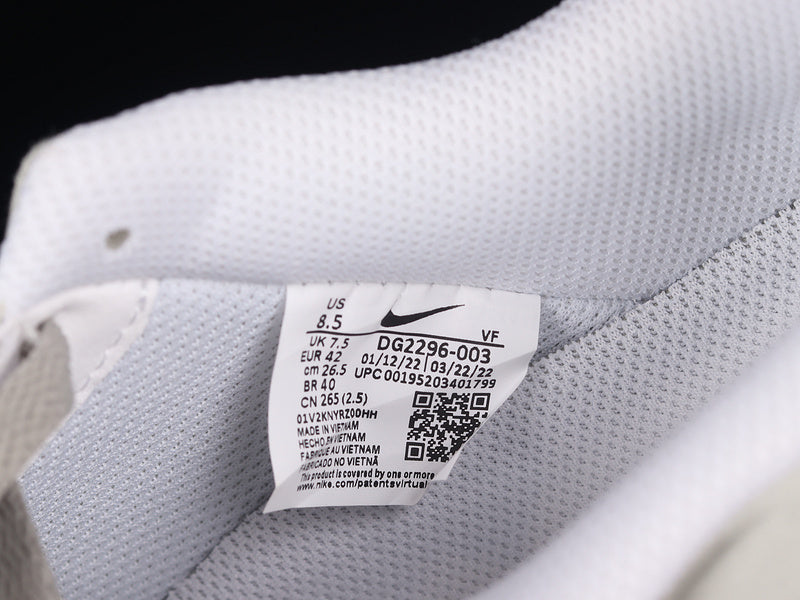 US
8.5
VF
UK 7.5
DG2296-003
EUR 42
01/12/22 | 03/22/22
cm 26.5
UPC 00195203401799
BR 40
CN 265 (2.5)
01V2KNYRZ0DHH
MADE IN VIETNAM
HECHO EN VIETNAM
FABRIQUE AU VIETNAM
FABRICADO NO VIETNÃ
This product is covered by one or more
www.nike.com/patentsvirtual